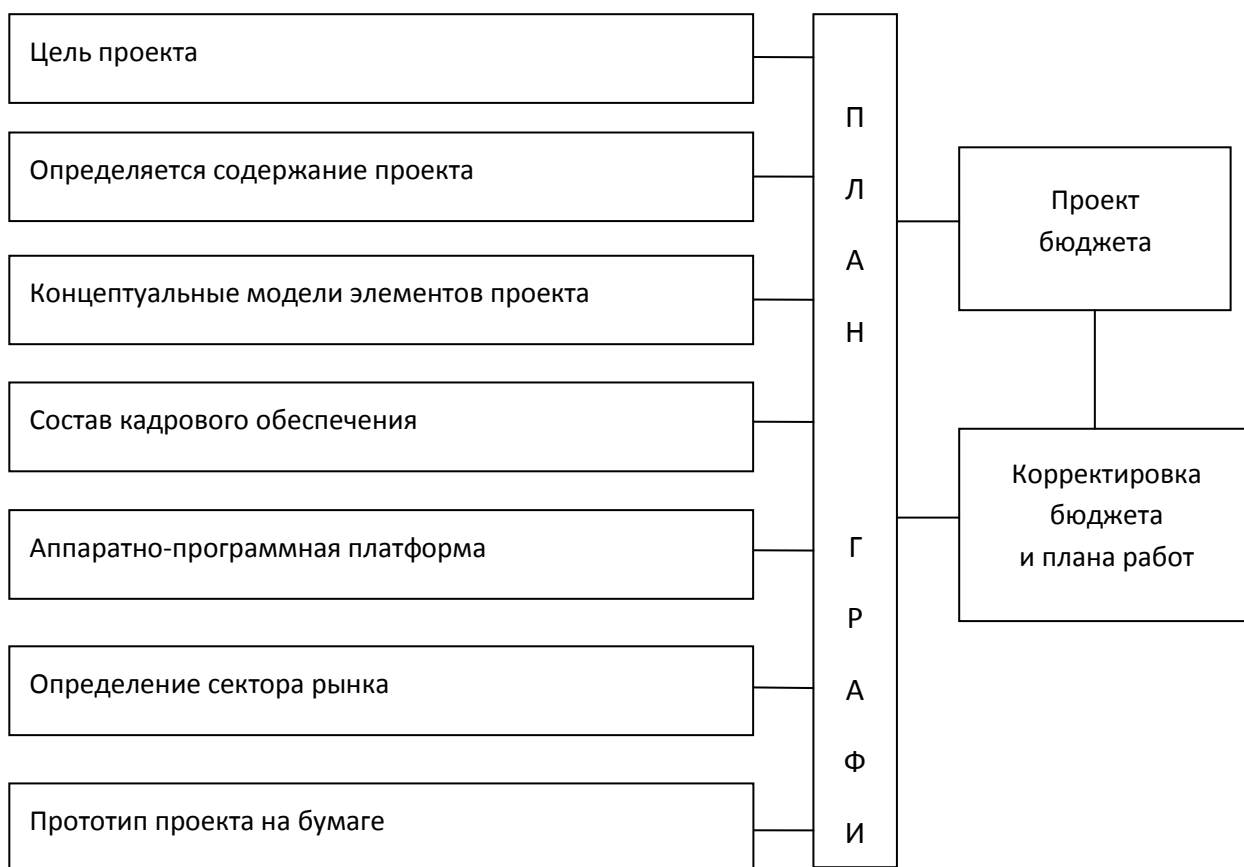 Цель проекта
Определяется содержание проекта
Концептуальные модели элементов проекта
Состав кадрового обеспечения
Аппаратно-программная платформа
Определение сектора рынка
Прототип проекта на бумаге
П
Л
А
Н
Г
Р
А
Ф
И
Проект
бюджета
Корректировка
бюджета
и плана работ